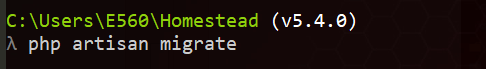 C:\Users\E560\Homestead (v5.4.0)
λ php artisan migrate